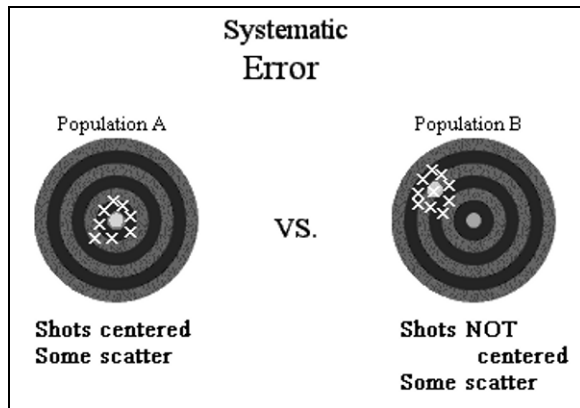 Systematic
Error
Population A
Population B
vs.
Shots centered
Some scatter
Shots NOT
centered
Some scatter